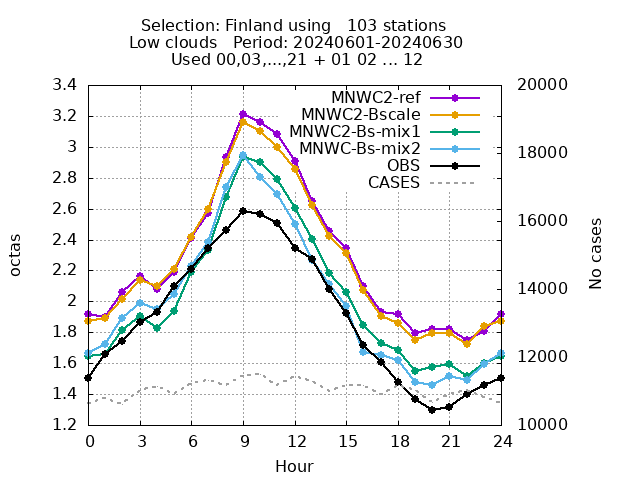 Selection: Finland using   103 stations
Low clouds   Period: 20240601-20240630
Used 00,03,...,21 + 01 02 ... 12
MNWC2-ref
MNWC2-Bscale
MNWC2-Bs-mix1
MNWC-Bs-mix2
OBS
CASES
3.4
3.2
3
2.8
2.6
2.4
2.2
2
1.8
1.6
1.4
1.2
octas
20000
18000
16000
14000
12000
10000
No cases
0 3 6 9 12 15 18 21 24
Hour